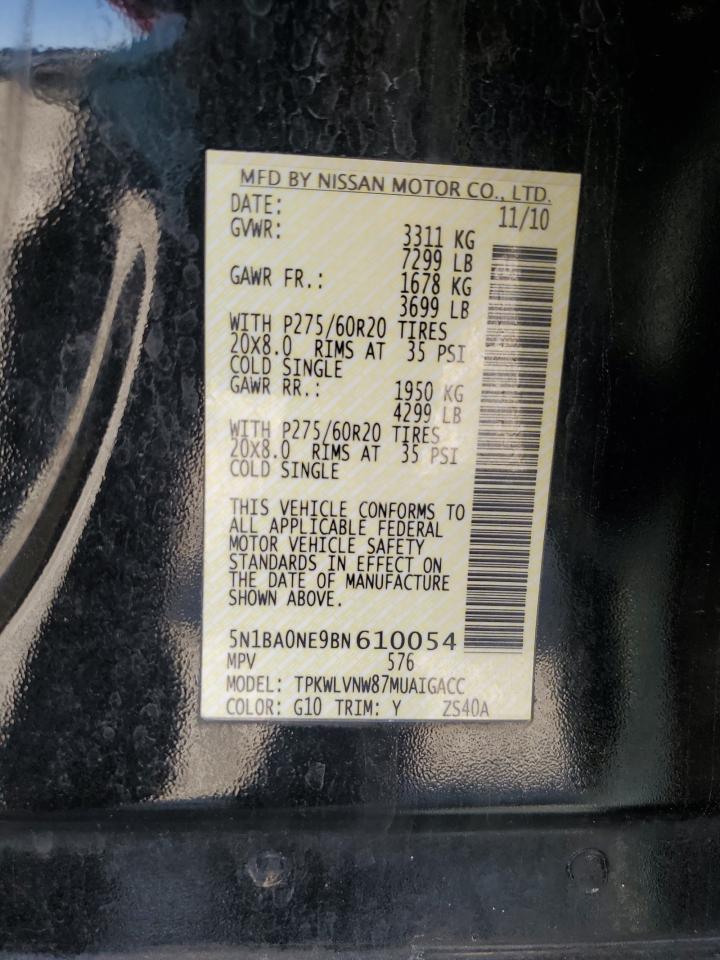 MFD BY NISSAN MOTOR CO., LTD.
DATE: 11/10
GVWR: 3311 KG
7299 LB
GAWR FR.: 1678 KG
3699 LB
WITH P275/60R20 TIRES
20X8.0 RIMS AT 35 PSI
COLD SINGLE
GAWR RR.: 1950 KG
4299 LB
WITH P275/60R20 TIRES
20X8.0 RIMS AT 35 PSI
COLD SINGLE
THIS VEHICLE CONFORMS TO
ALL APPLICABLE FEDERAL
MOTOR VEHICLE SAFETY
STANDARDS IN EFFECT ON
THE DATE OF MANUFACTURE
SHOWN ABOVE.
5N1BA0NE9BN 610054
MPV 576
MODEL: TPKWLVNW87MUAIGACC
COLOR: G10 TRIM: Y ZS40A